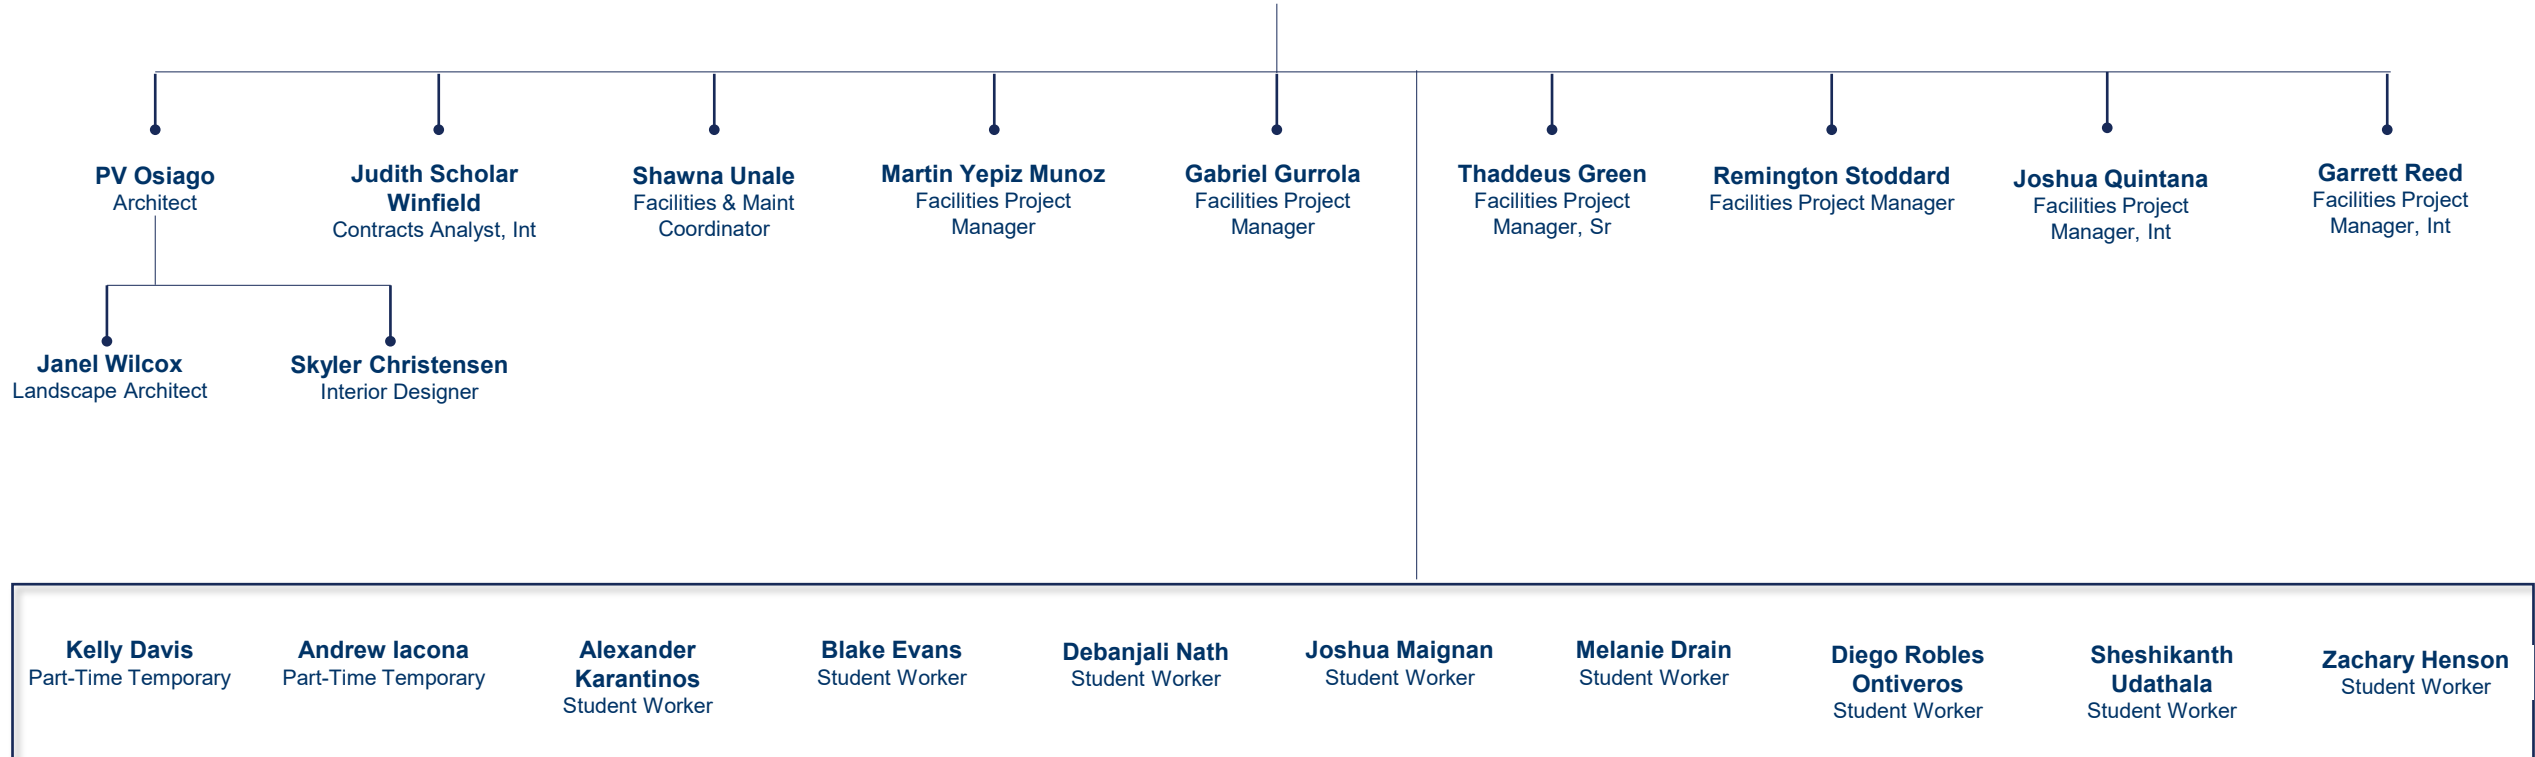 PV Osiago
Architect
Judith Scholar
Winfield
Contracts Analyst, Int
Shawna Unale
Facilities & Maint
Coordinator
Martin Yepiz Munoz
Facilities Project
Manager
Gabriel Gurrola
Facilities Project
Manager
Thaddeus Green
Facilities Project
Manager, Sr
Remington Stoddard
Facilities Project Manager
Joshua Quintana
Facilities Project
Manager, Int
Garrett Reed
Facilities Project
Manager, Int
Janel Wilcox
Landscape Architect
Skyler Christensen
Interior Designer
Kelly Davis
Part-Time Temporary
Andrew Iacona
Part-Time Temporary
Alexander
Karantinos
Student Worker
Blake Evans
Student Worker
Debanjali Nath
Student Worker
Joshua Maignan
Student Worker
Melanie Drain
Student Worker
Diego Robles
Ontiveros
Student Worker
Sheshikanth
Udathala
Student Worker
Zachary Henson
Student Worker